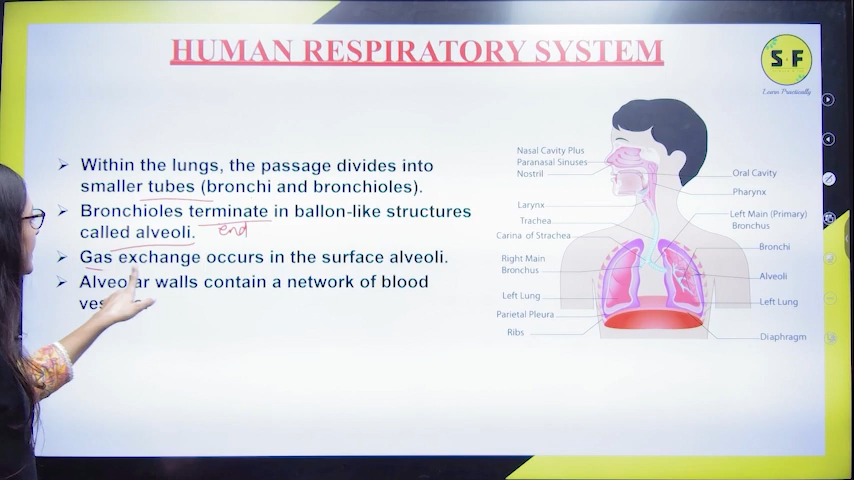 HUMAN RESPIRATORY SYSTEM
S F
Learn Practically
➢ Within the lungs, the passage divides into
smaller tubes (bronchi and bronchioles).
➢ Bronchioles terminate in ballon-like structures
called alveoli.
end
➢ Gas exchange occurs in the surface alveoli.
➢ Alveolar walls contain a network of blood
Nasal Cavity Plus
Paranasal Sinuses
Nostril
Larynx
Trachea
Carina of Strachea
Right Main
Bronchus
Left Lung
Parietal Pleura
Ribs
Oral Cavity
Pharynx
Left Main (Primary)
Bronchus
Bronchi
Alveoli
Left Lung
Diaphragm